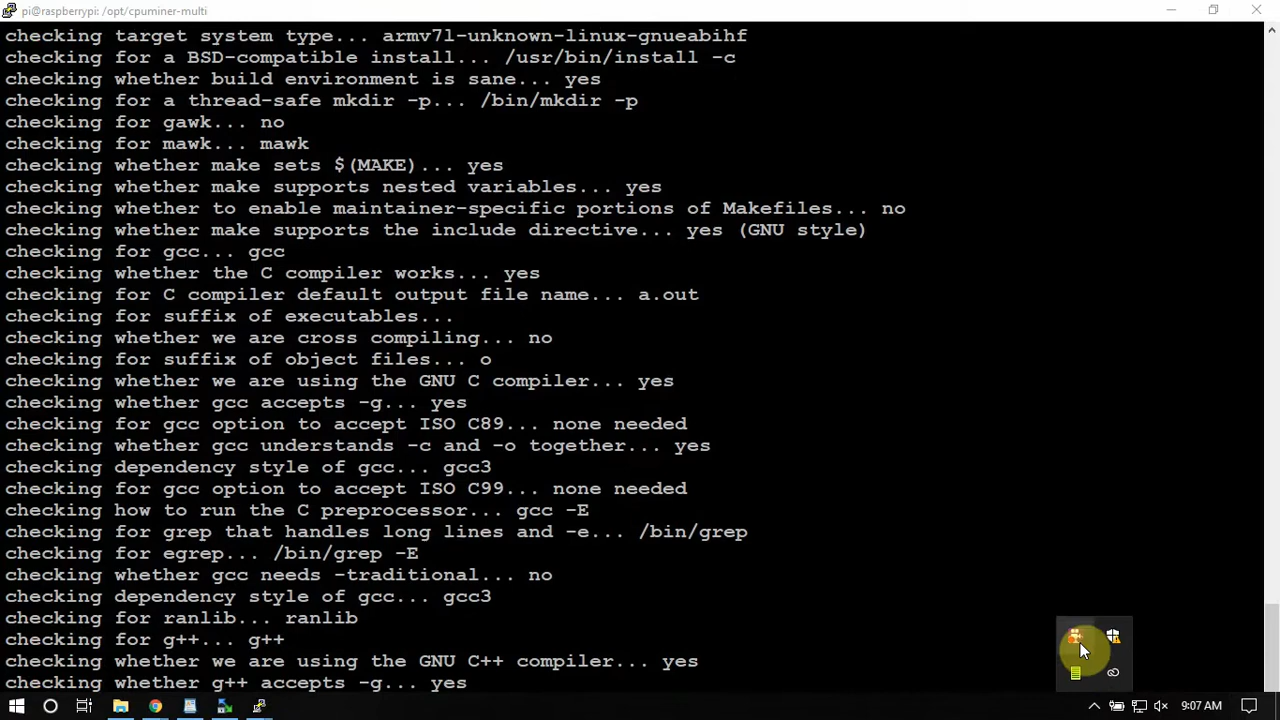 pi@raspberrypi: /opt/cpuminer-multi
checking target system type... armv7l-unknown-linux-gnueabihf
checking for a BSD-compatible install... /usr/bin/install -c
checking whether build environment is sane... yes
checking for a thread-safe mkdir -p... /bin/mkdir -p
checking for gawk... no
checking for mawk... mawk
checking whether make sets $(MAKE)... yes
checking whether make supports nested variables... yes
checking whether to enable maintainer-specific portions of Makefiles... no
checking whether make supports the include directive... yes (GNU style)
checking for gcc... gcc
checking whether the C compiler works... yes
checking for C compiler default output file name... a.out
checking for suffix of executables...
checking whether we are cross compiling... no
checking for suffix of object files... o
checking whether we are using the GNU C compiler... yes
checking whether gcc accepts -g... yes
checking for gcc option to accept ISO C89... none needed
checking whether gcc understands -c and -o together... yes
checking dependency style of gcc... gcc3
checking for gcc option to accept ISO C99... none needed
checking how to run the C preprocessor... gcc -E
checking for grep that handles long lines and -e... /bin/grep
checking for egrep... /bin/grep -E
checking whether gcc needs -traditional... no
checking dependency style of gcc... gcc3
checking for ranlib... ranlib
checking for g++... g++
checking whether we are using the GNU C++ compiler... yes
checking whether g++ accepts -g... yes
9:07 AM